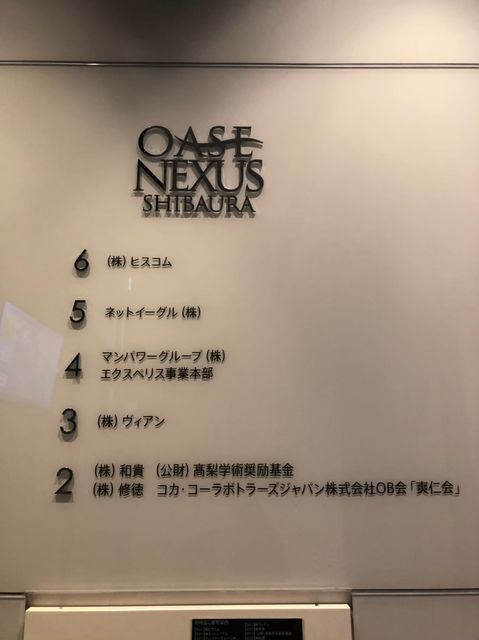 OASE
NEXUS
SHIBAURA
6 (株) ヒスコム
5 ネットイーグル (株)
4 マンパワーグループ (株)
エクスペリス事業本部
3 (株) ヴィアン
2 (株) 和貴 (公財) 髙梨学術奨励基金
(株) 修徳 コカ・コーラボトラーズジャパン株式会社OB会「爽仁会」